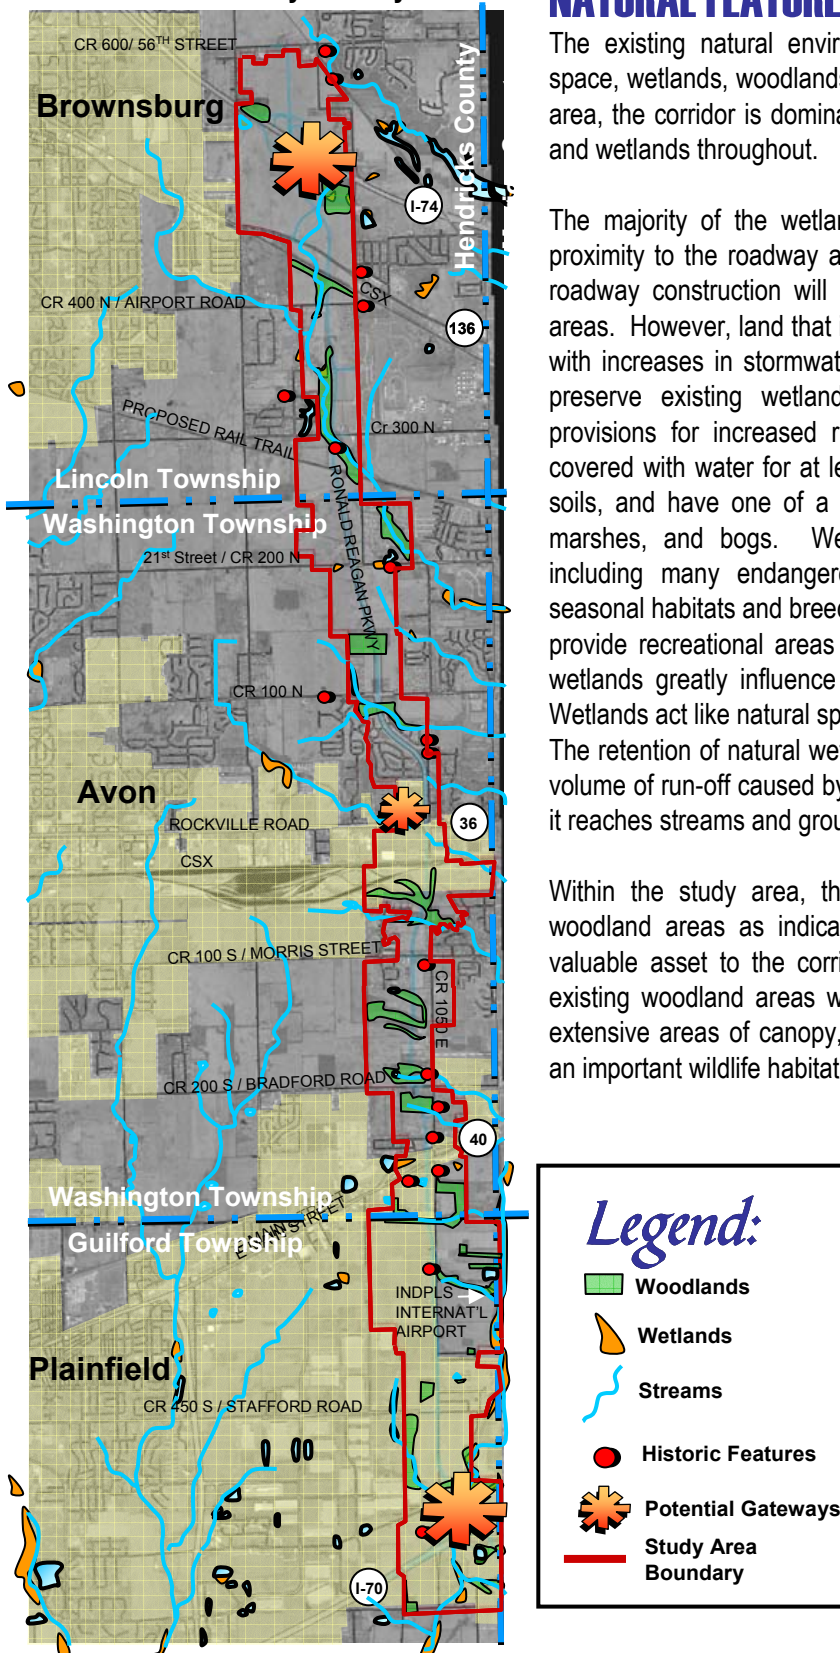 CR 600/ 56TH STREET
Brownsburg
Hendricks County
I-74
CSX
CR 400 N / AIRPORT ROAD
136
PROPOSED RAIL TRAIL
Cr 300 N
Lincoln Township
Washington Township
21st Street / CR 200 N
RONALD REAGAN PKWY
CR 100 N
Avon
36
ROCKVILLE ROAD
CSX
CR 100 S / MORRIS STREET
CR 1050 E
CR 200 S / BRADFORD ROAD
40
Washington Township
E MAIN STREET
Guilford Township
INDPLS
INTERNAT'L
AIRPORT
Plainfield
CR 450 S / STAFFORD ROAD
I-70
NATURAL FEATURE
The existing natural envir
space, wetlands, woodlands
area, the corridor is domina
and wetlands throughout.
The majority of the wetla
proximity to the roadway a
roadway construction will
areas. However, land that
with increases in stormwat
preserve existing wetland
provisions for increased r
covered with water for at le
soils, and have one of a
marshes, and bogs. We
including many endangere
seasonal habitats and breed
provide recreational areas
wetlands greatly influence
Wetlands act like natural sp
The retention of natural we
volume of run-off caused by
it reaches streams and grou
Within the study area, th
woodland areas as indica
valuable asset to the corri
existing woodland areas w
extensive areas of canopy,
an important wildlife habitat
Legend:
Woodlands
Wetlands
Streams
Historic Features
Potential Gateways
Study Area
Boundary